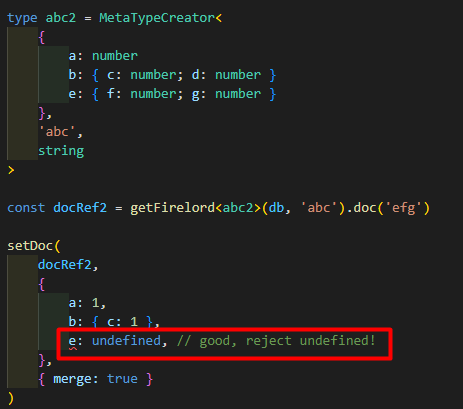 type abc2 = MetaTypeCreator<
{
a: number
b: { c: number; d: number }
e: { f: number; g: number }
},
'abc',
string
>
const docRef2 = getFirelord<abc2>(db, 'abc').doc('efg')
setDoc(
docRef2,
{
a: 1,
b: { c: 1 },
e: undefined, // good, reject undefined!
},
{ merge: true }
)